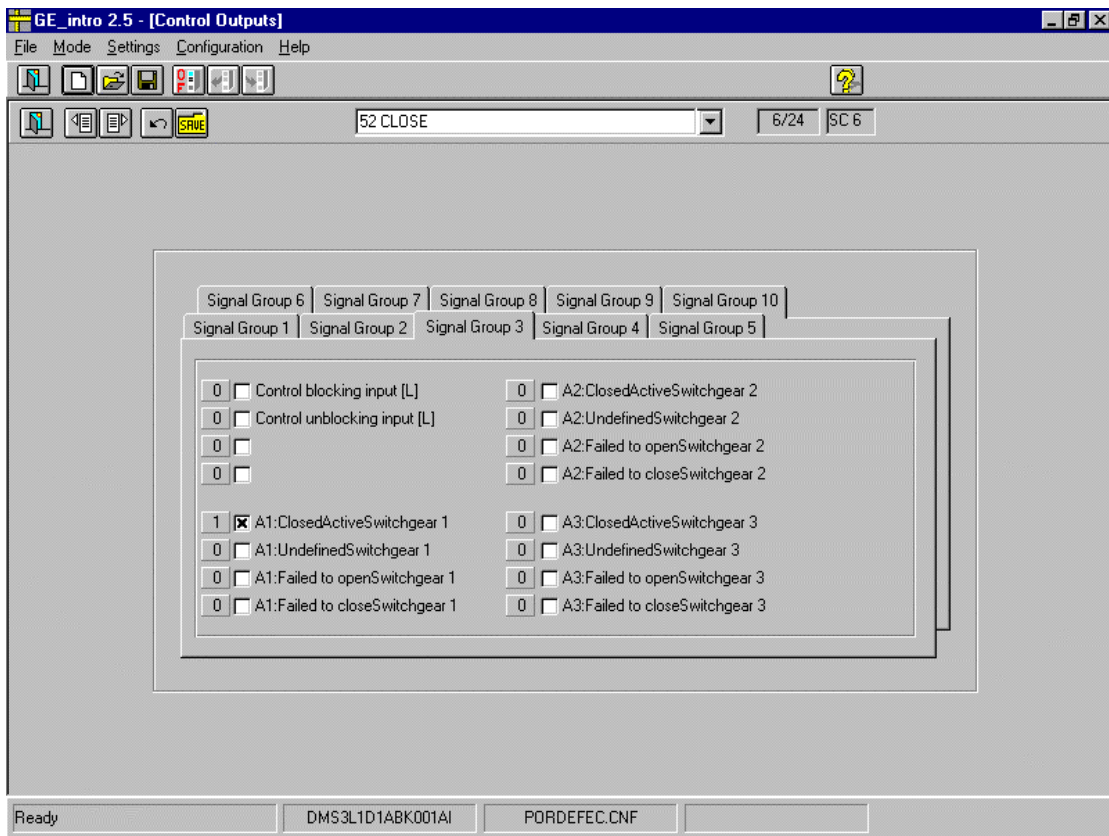 GE_intro 2.5 - [Control Outputs]
File Mode Settings Configuration Help
SAVE
52 CLOSE
6/24
SC 6
Signal Group 6 Signal Group 7 Signal Group 8 Signal Group 9 Signal Group 10
Signal Group 1 Signal Group 2 Signal Group 3 Signal Group 4 Signal Group 5
0 Control blocking input [L]
0 Control unblocking input [L]
0
0
1 A1:ClosedActiveSwitchgear 1
0 A1:UndefinedSwitchgear 1
0 A1:Failed to openSwitchgear 1
0 A1:Failed to closeSwitchgear 1
0 A2:ClosedActiveSwitchgear 2
0 A2:UndefinedSwitchgear 2
0 A2:Failed to openSwitchgear 2
0 A2:Failed to closeSwitchgear 2
0 A3:ClosedActiveSwitchgear 3
0 A3:UndefinedSwitchgear 3
0 A3:Failed to openSwitchgear 3
0 A3:Failed to closeSwitchgear 3
Ready DMS3L1D1ABK001AI PORDEFEC.CNF